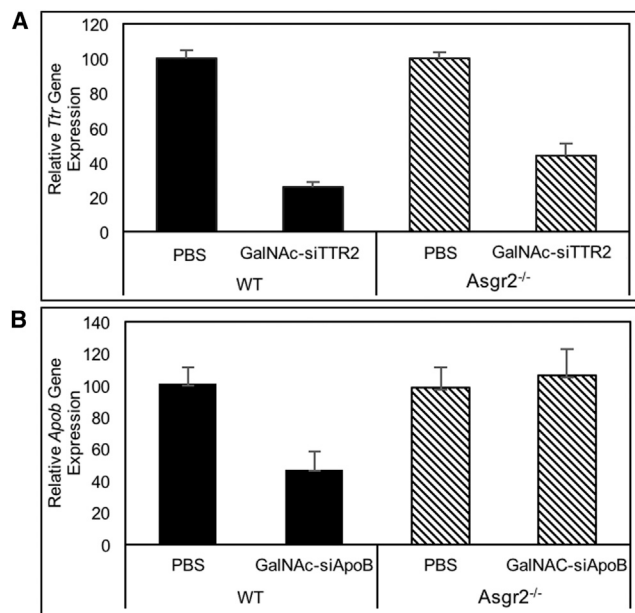 A
Relative Ttr Gene
Expression
120
100
80
60
40
20
0
PBS
GalNAc-siTTR2
PBS
GalNAc-siTTR2
WT
Asgr2-/-
B
Relative Apob Gene
Expression
140
120
100
80
60
40
20
0
PBS
GalNAc-siApoB
PBS
GalNAC-siApoB
WT
Asgr2-/-